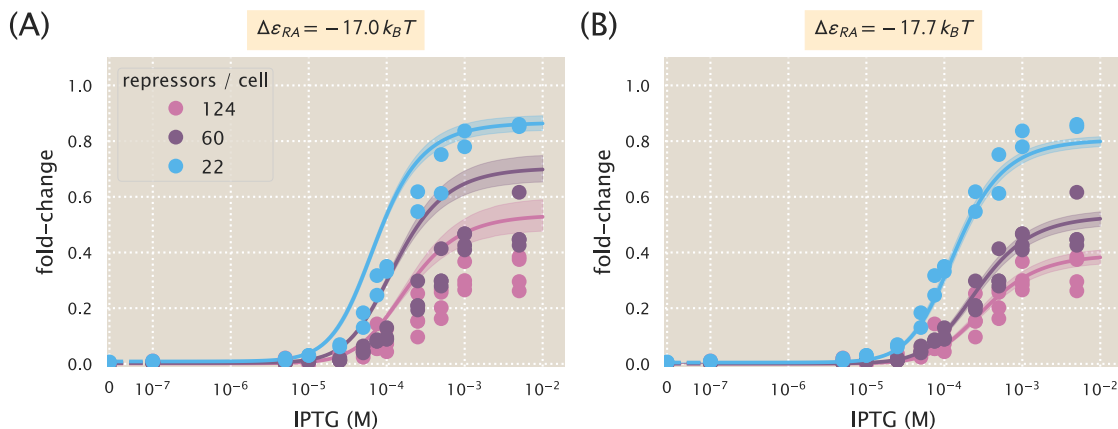 (A)
Δε_RA = −17.0 k_BT
fold–change
1.0
0.8
0.6
0.4
0.2
0.0
repressors / cell
124
60
22
0 10⁻⁷ 10⁻⁶ 10⁻⁵ 10⁻⁴ 10⁻³ 10⁻²
IPTG (M)
(B)
Δε_RA = −17.7 k_BT
fold–change
1.0
0.8
0.6
0.4
0.2
0.0
0 10⁻⁷ 10⁻⁶ 10⁻⁵ 10⁻⁴ 10⁻³ 10⁻²
IPTG (M)